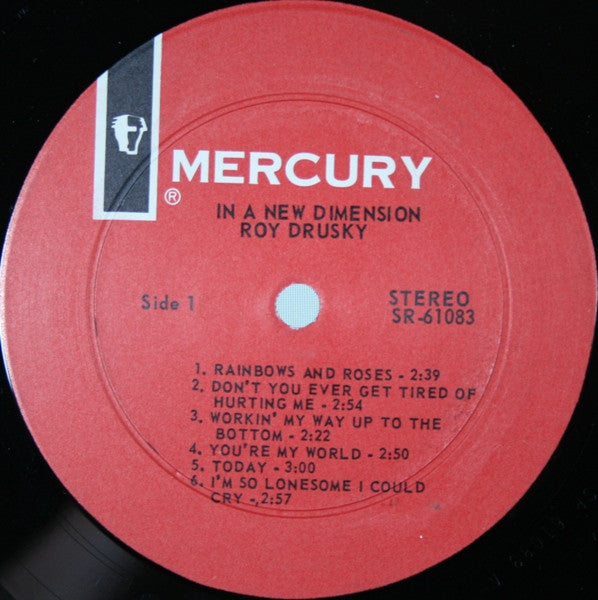 MERCURY
®
IN A NEW DIMENSION
ROY DRUSKY
Side 1
STEREO
SR-61083
1. RAINBOWS AND ROSES - 2:39
2. DON'T YOU EVER GET TIRED OF
HURTING ME - 2:54
3. WORKIN' MY WAY UP TO THE
BOTTOM - 2:22
4. YOU'RE MY WORLD - 2:50
5. TODAY - 3:00
6. I'M SO LONESOME I COULD
CRY - 2:57